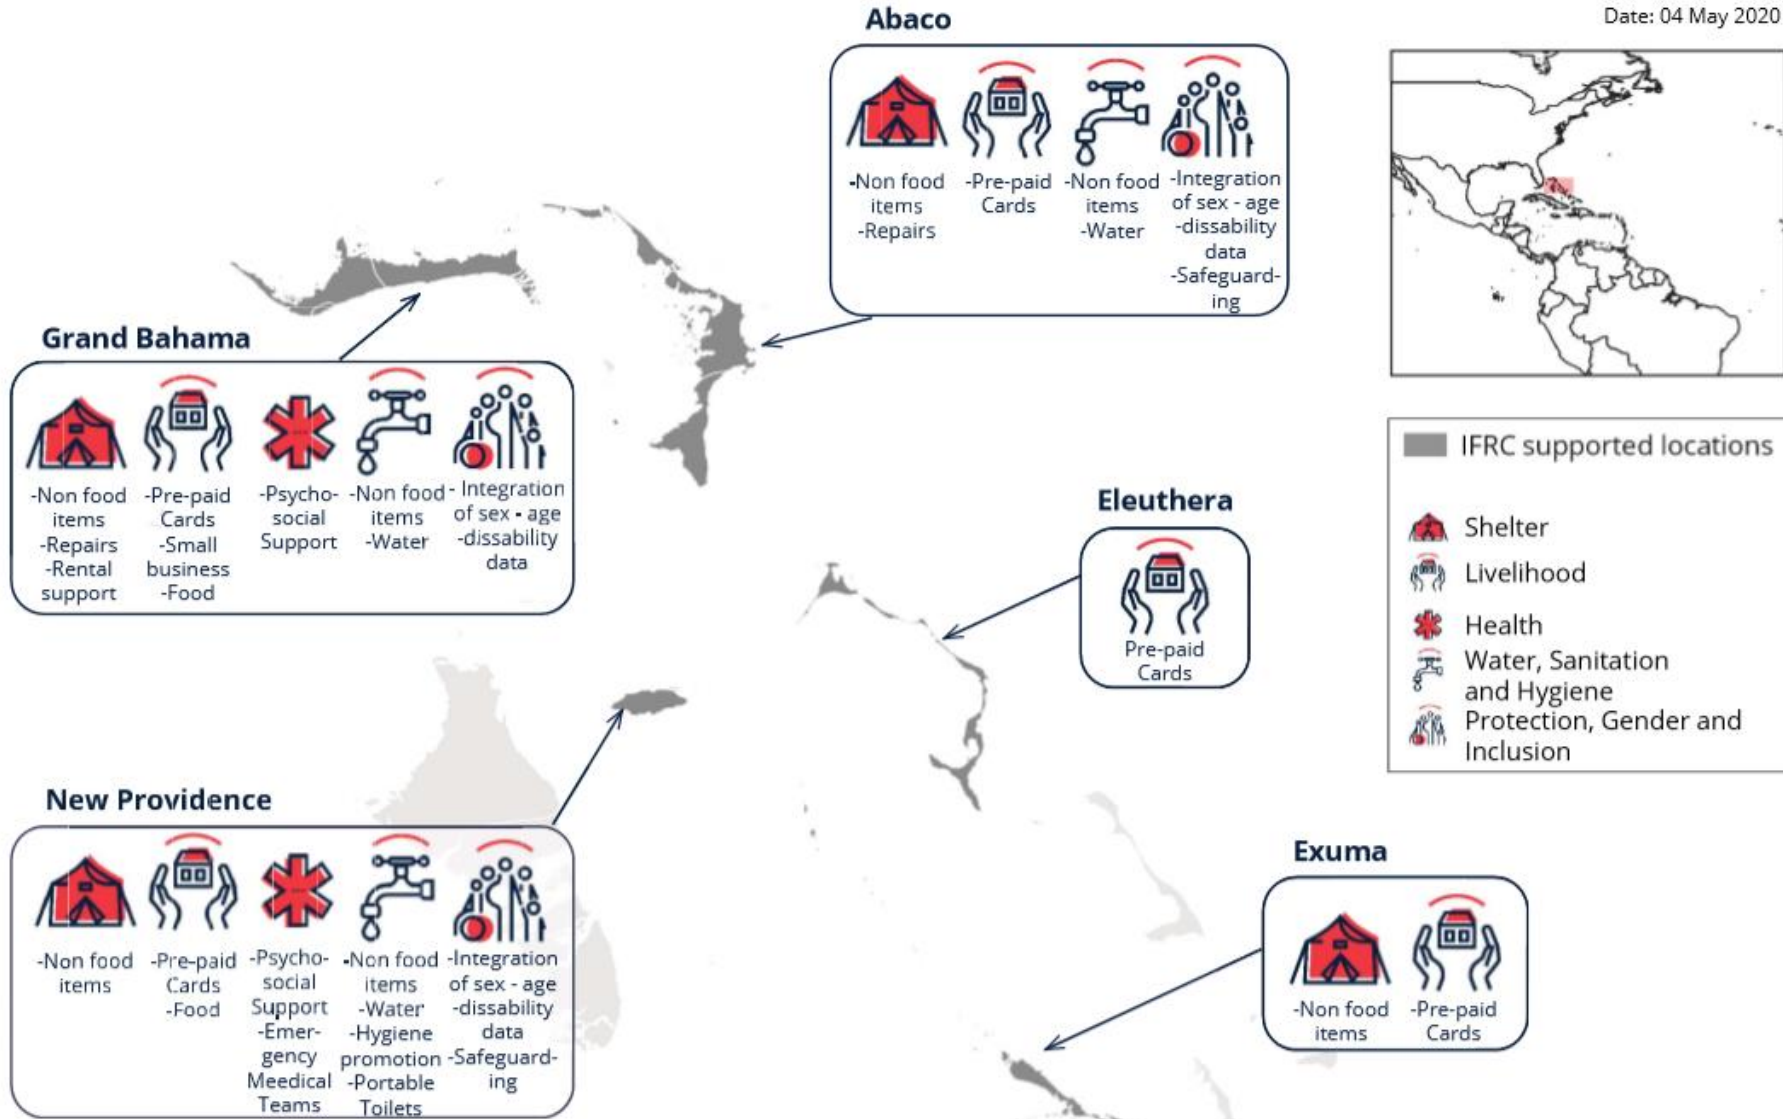 Date: 04 May 2020
Abaco
-Non food
items
-Repairs
-Pre-paid
Cards
-Non food
items
-Water
-Integration
of sex - age
-dissability
data
-Safeguard-
ing
Grand Bahama
-Non food
items
-Repairs
-Rental
support
-Pre-paid
Cards
-Small
business
-Food
-Psycho-
social
Support
-Non food
items
-Water
- Integration
of sex - age
-dissability
data
IFRC supported locations
Shelter
Livelihood
Health
Water, Sanitation
and Hygiene
Protection, Gender and
Inclusion
Eleuthera
Pre-paid
Cards
New Providence
-Non food
items
-Pre-paid
Cards
-Food
-Psycho-
social
Support
-Emer-
gency
Meedical
Teams
-Non food
items
-Water
-Hygiene
promotion
-Portable
Toilets
-Integration
of sex - age
-dissability
data
-Safeguard-
ing
Exuma
-Non food
items
-Pre-paid
Cards